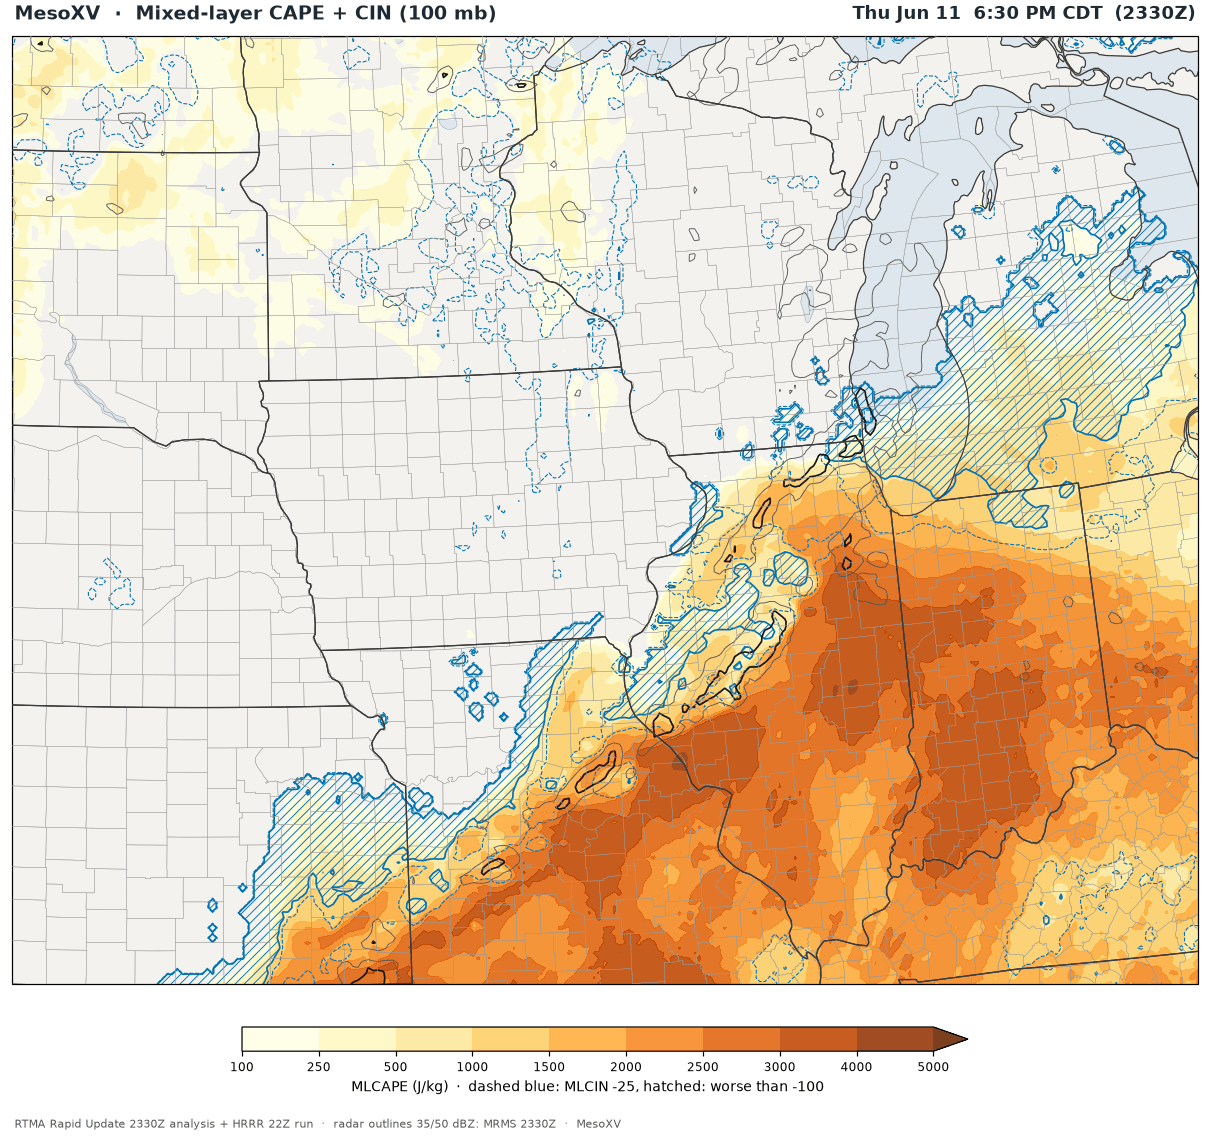 MesoXV · Mixed-layer CAPE + CIN (100 mb)
Thu Jun 11 6:30 PM CDT (2330Z)
100 250 500 1000 1500 2000 2500 3000 4000 5000
MLCAPE (J/kg) · dashed blue: MLCIN -25, hatched: worse than -100
RTMA Rapid Update 2330Z analysis + HRRR 22Z run · radar outlines 35/50 dBZ: MRMS 2330Z · MesoXV